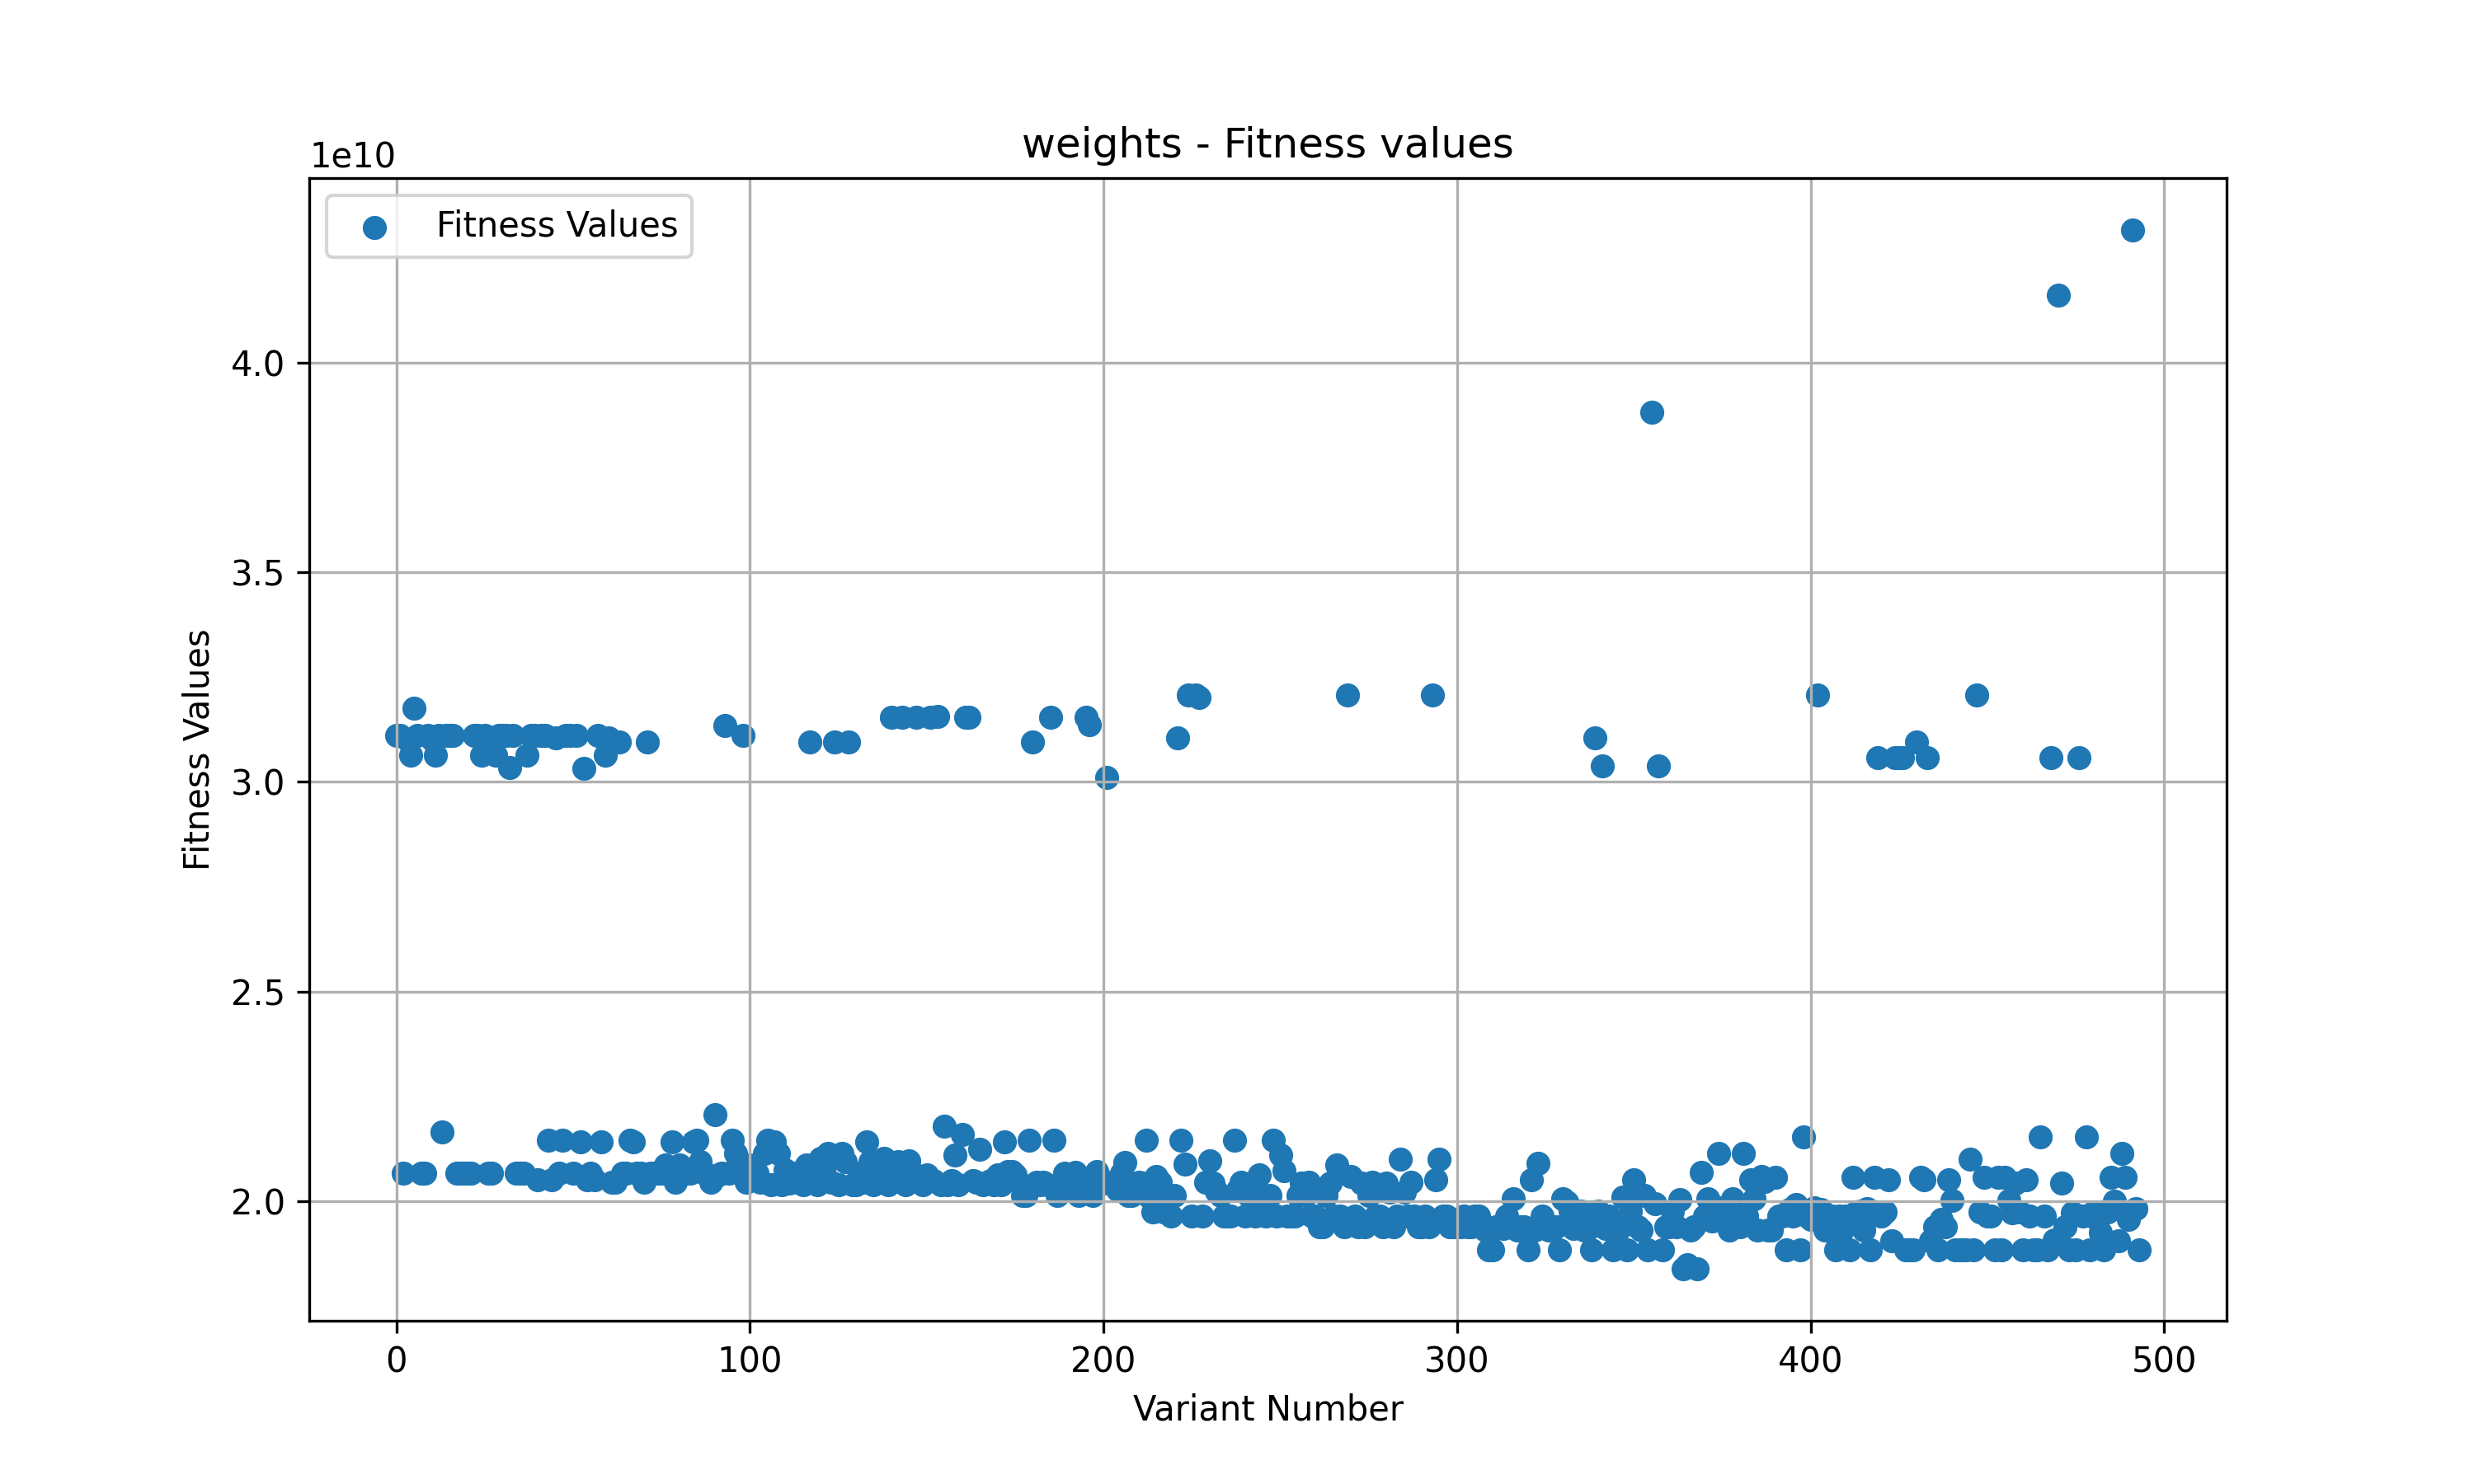 weights - Fitness values
1e10
Fitness Values
4.0
3.5
3.0
2.5
2.0
Fitness Values
0 100 200 300 400 500
Variant Number